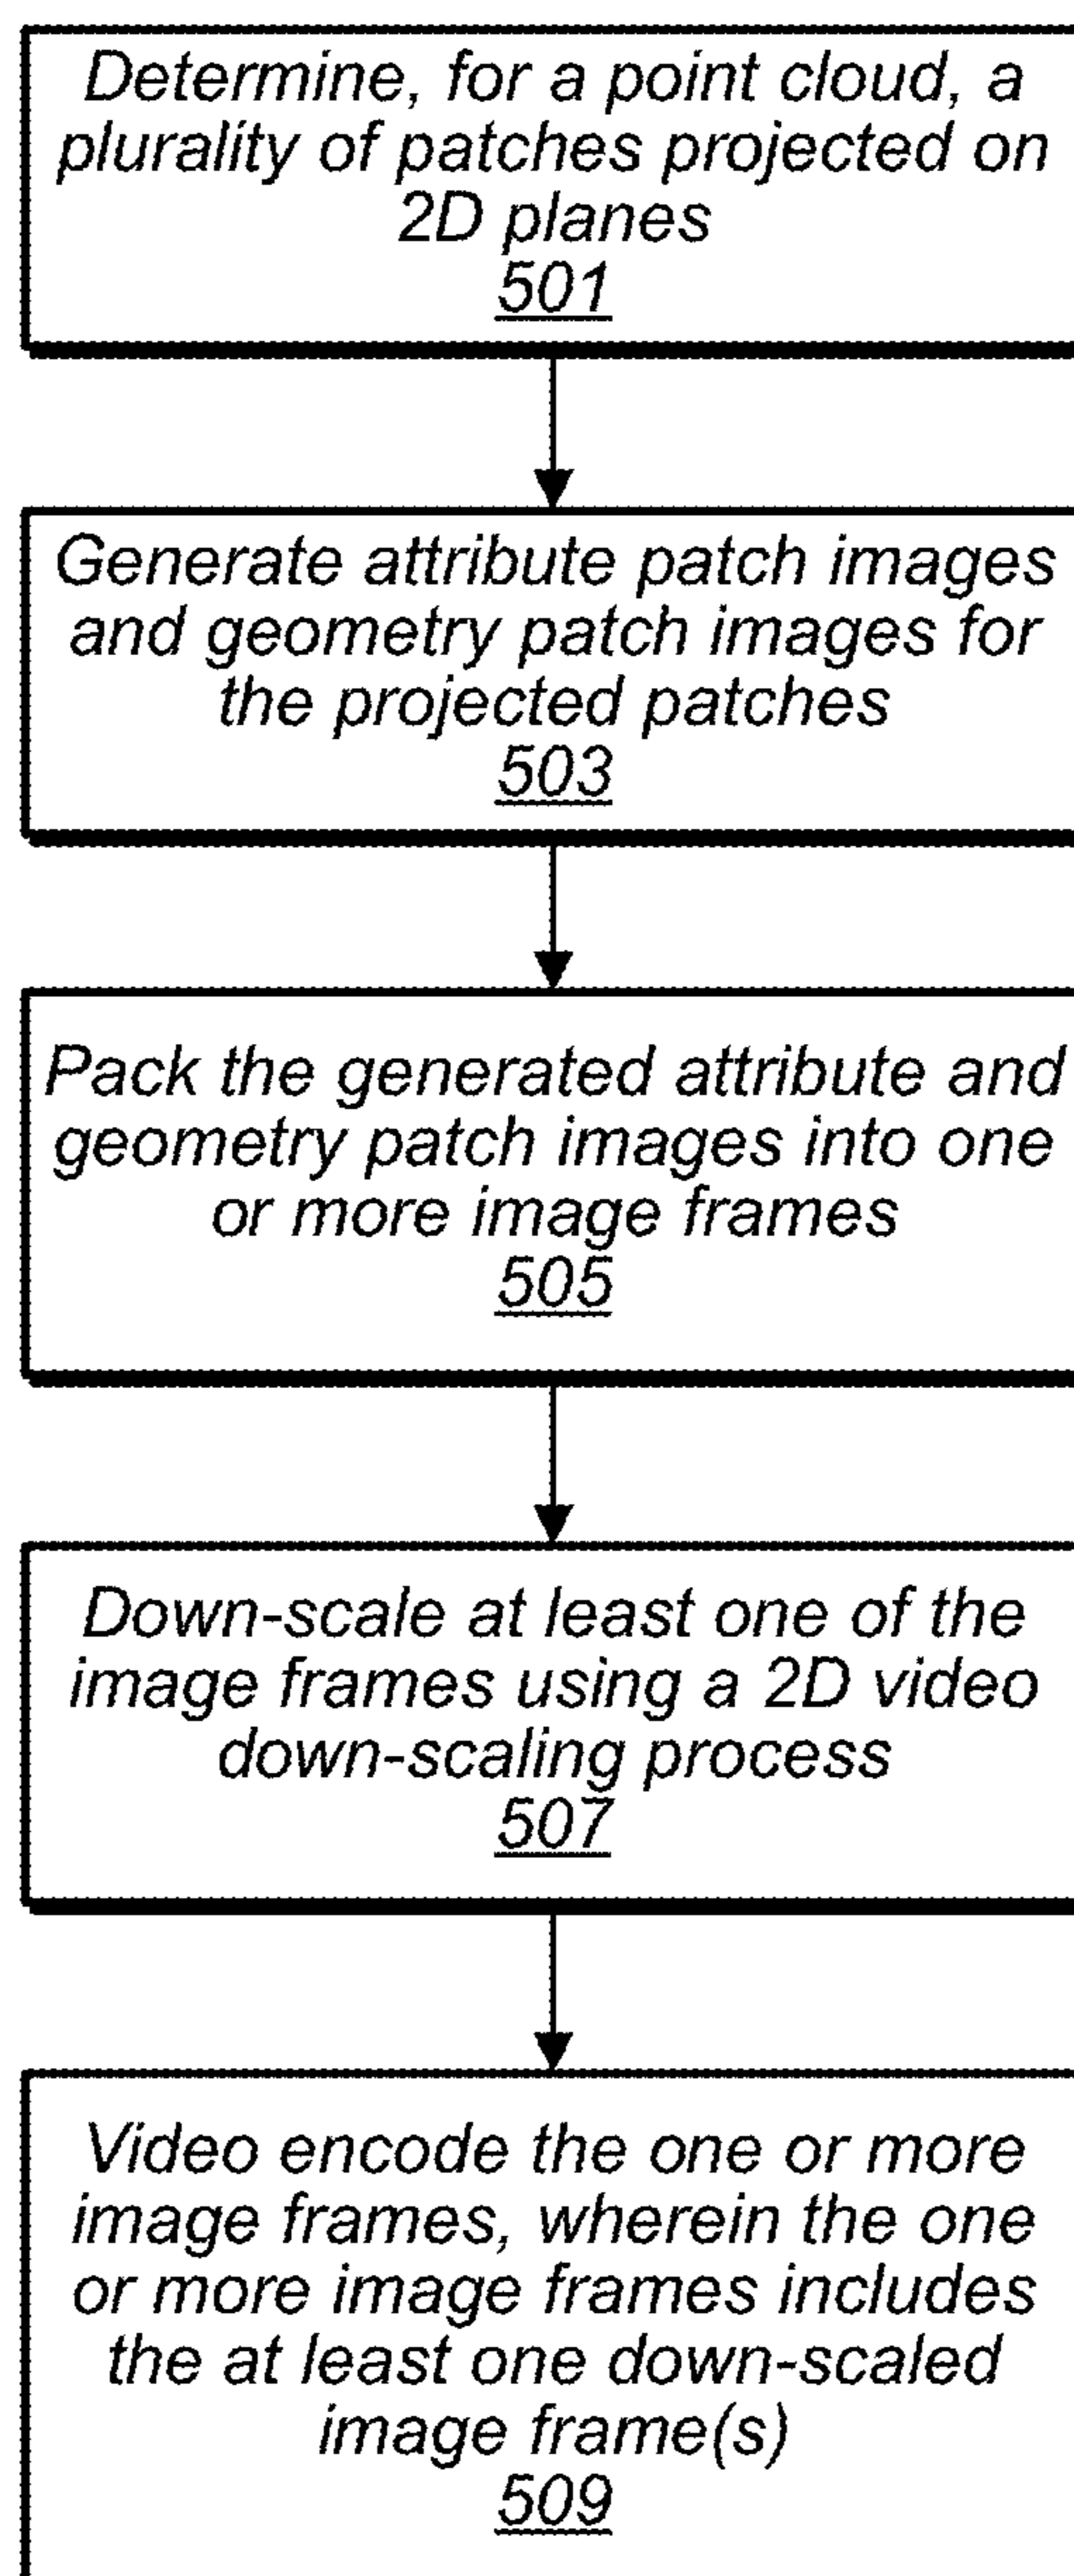 Determine, for a point cloud, a
plurality of patches projected on
2D planes
501
Generate attribute patch images
and geometry patch images for
the projected patches
503
Pack the generated attribute and
geometry patch images into one
or more image frames
505
Down-scale at least one of the
image frames using a 2D video
down-scaling process
507
Video encode the one or more
image frames, wherein the one
or more image frames includes
the at least one down-scaled
image frame(s)
509